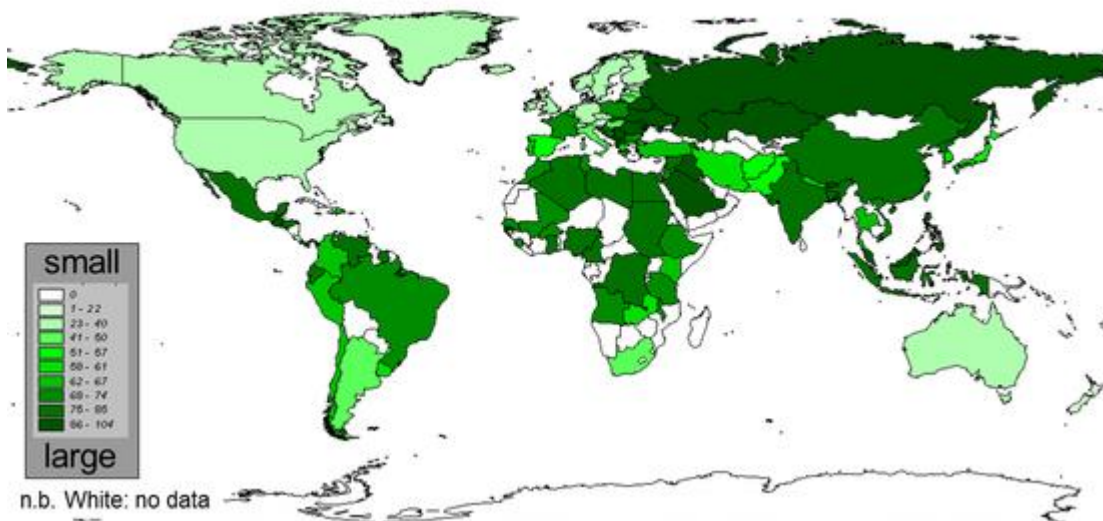 small
0
1 - 22
23 - 40
41 - 50
51 - 57
58 - 61
62 - 67
68 - 74
75 - 85
86 - 104
large
n.b. White: no data